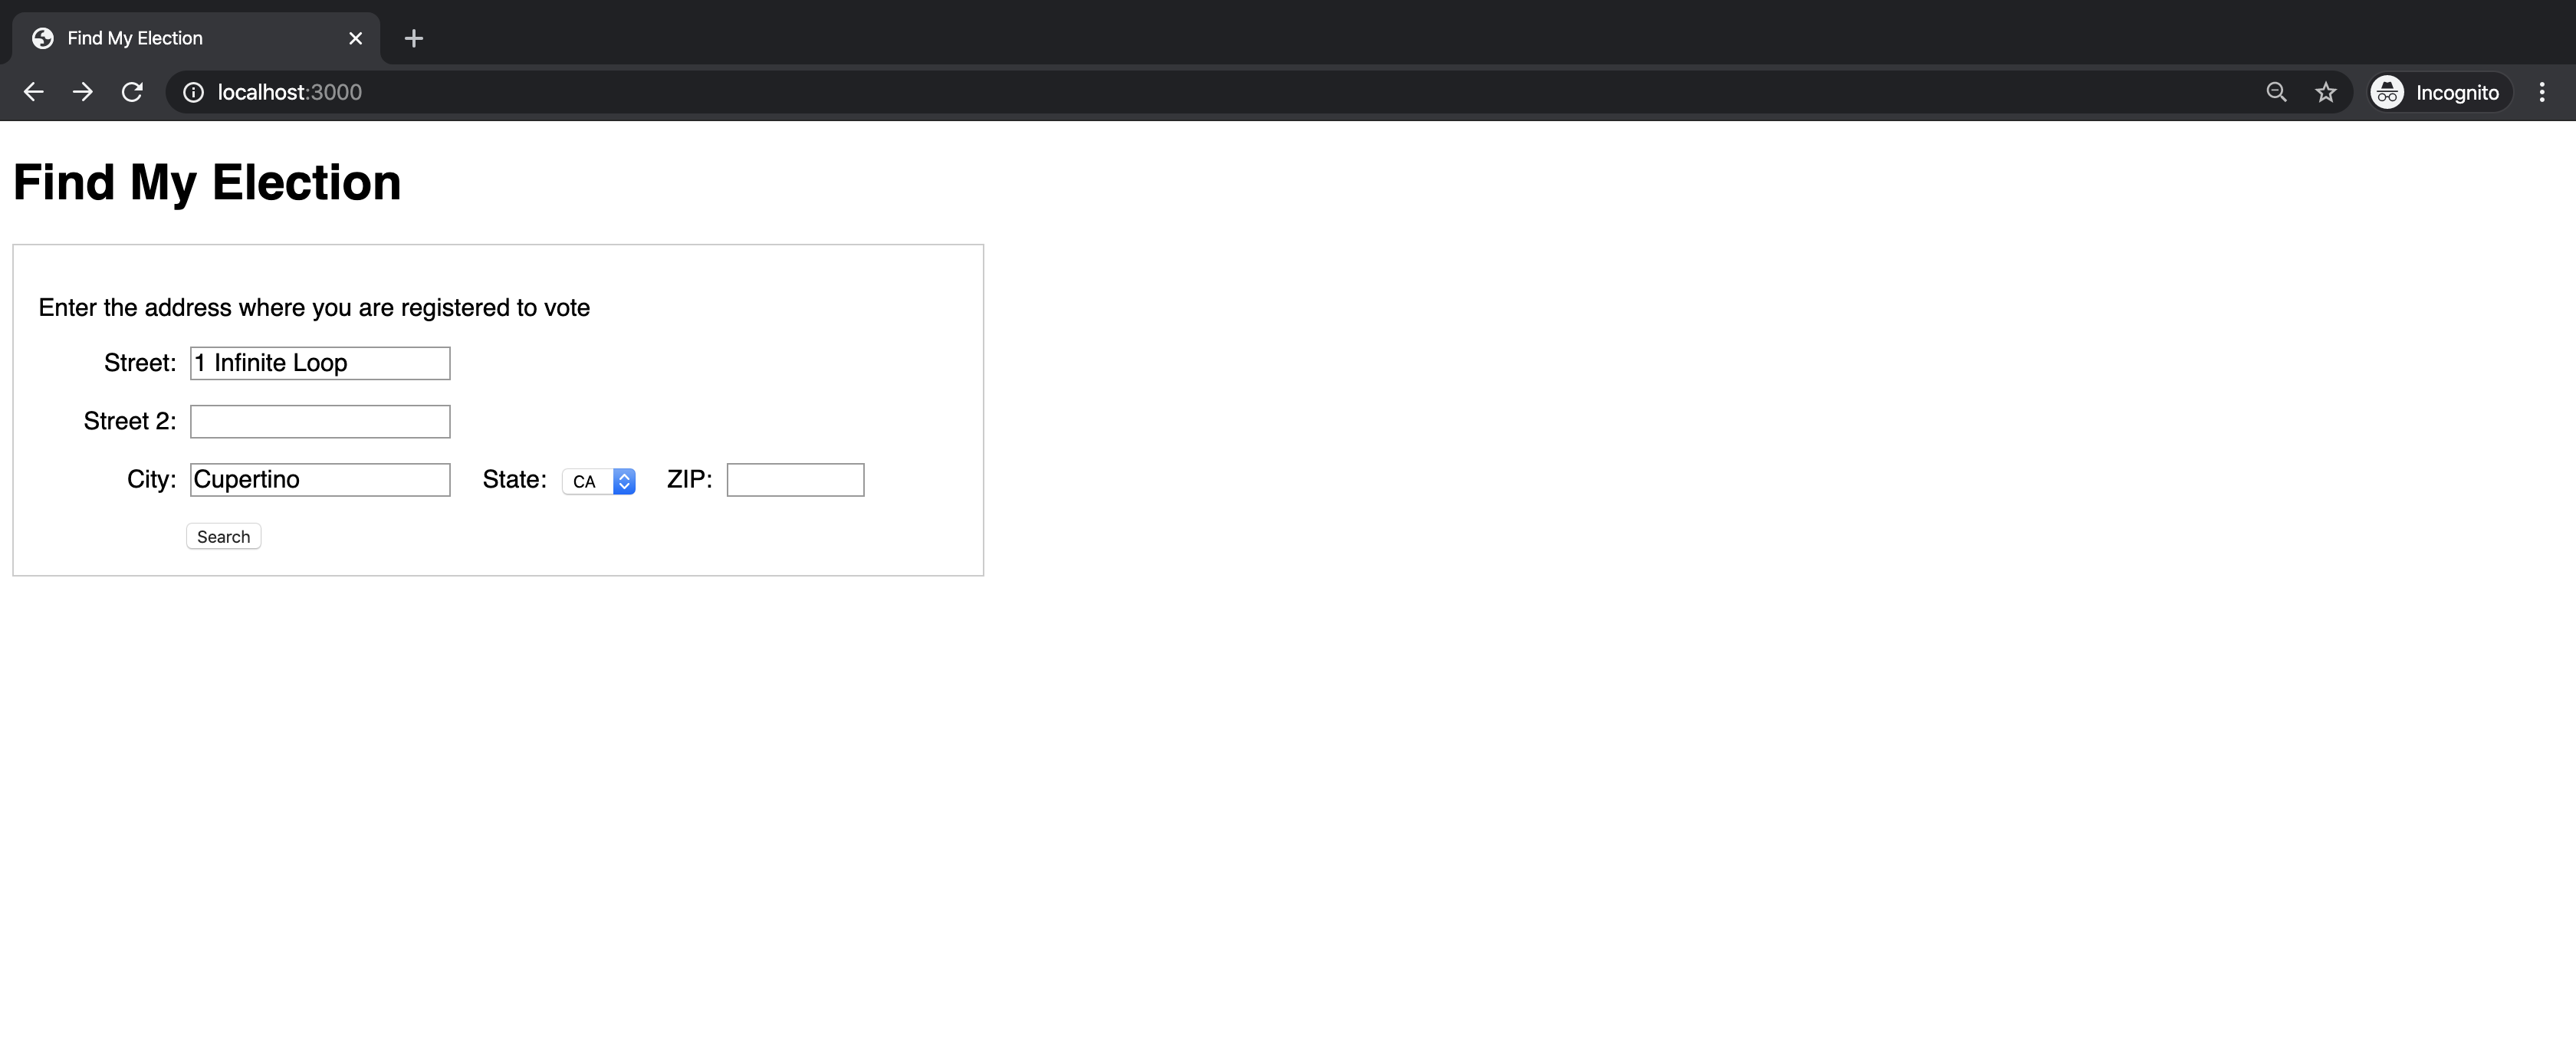 Find My Election
localhost:3000
Incognito
Find My Election
Enter the address where you are registered to vote
Street: 1 Infinite Loop
Street 2:
City: Cupertino State: CA ZIP:
Search